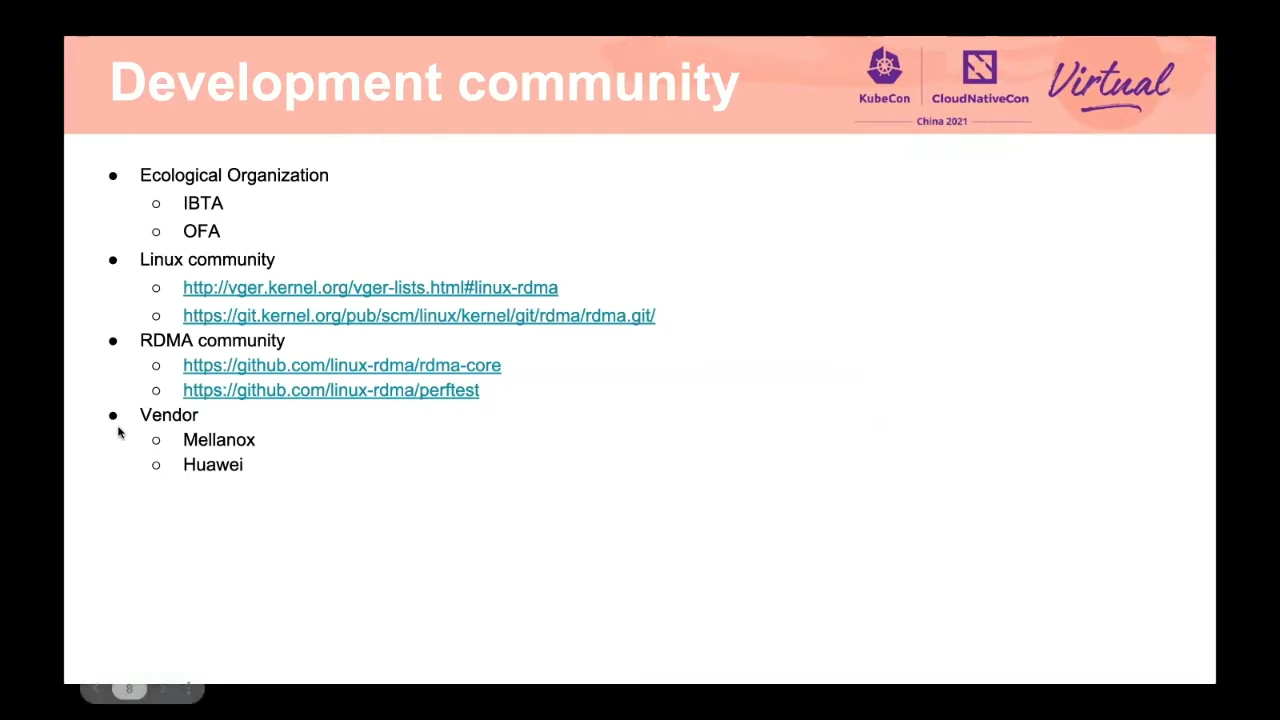 Development community
KubeCon
CloudNativeCon
China 2021
Virtual
● Ecological Organization
○ IBTA
○ OFA
● Linux community
○ http://vger.kernel.org/vger-lists.html#linux-rdma
○ https://git.kernel.org/pub/scm/linux/kernel/git/rdma/rdma.git/
● RDMA community
○ https://github.com/linux-rdma/rdma-core
○ https://github.com/linux-rdma/perftest
● Vendor
○ Mellanox
○ Huawei
8